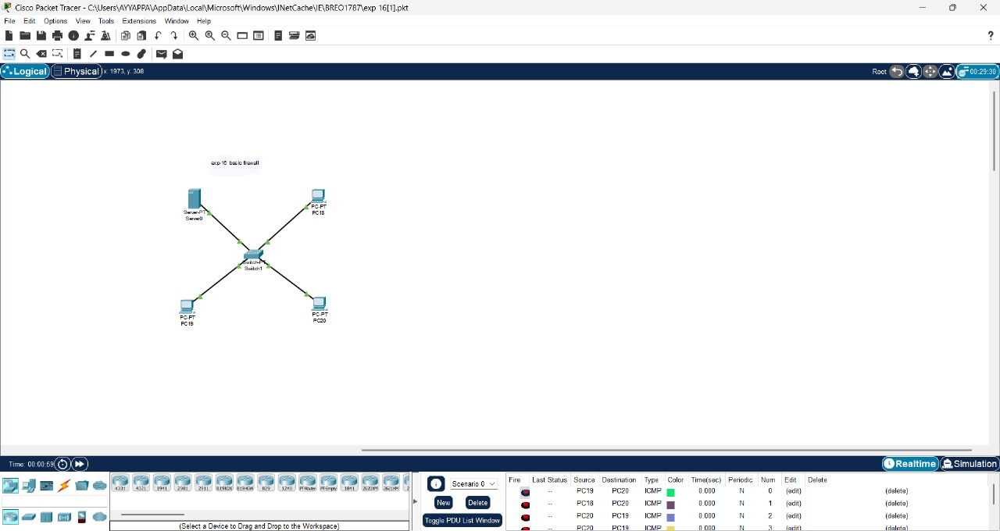 Cisco Packet Tracer - C:\Users\AYYAPPA\AppData\Local\Microsoft\Windows\INetCache\IE\BREO1787\exp 16[1].pkt
File Edit Options View Tools Extensions Window Help
?
Logical Physical x: 1973, y: 308 Root 00:29:30
exp-16 basic firewall
Server-PT
Server0
PC-PT
PC18
Switch-PT
Switch1
PC-PT
PC19
PC-PT
PC20
Time: 00:00:59 Realtime Simulation
4331 4321 1941 2901 2911 819IOX 819HGW 829 1240 PT-Router PT-Empty 1841 2620XM 2621XM
(Select a Device to Drag and Drop to the Workspace)
Scenario 0
New Delete
Toggle PDU List Window
Fire Last Status Source Destination Type Color Time(sec) Periodic Num Edit Delete
-- PC19 PC20 ICMP 0.000 N 0 (edit) (delete)
-- PC18 PC20 ICMP 0.000 N 1 (edit) (delete)
-- PC20 PC18 ICMP 0.000 N 2 (edit) (delete)
-- PC20 PC19 ICMP 0.000 N 3 (edit) (delete)